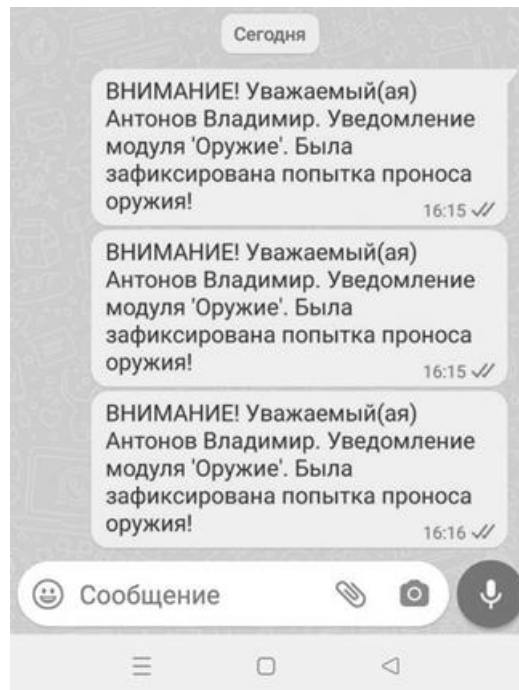 Сегодня
ВНИМАНИЕ! Уважаемый(ая)
Антонов Владимир. Уведомление
модуля 'Оружие'. Была
зафиксирована попытка проноса
оружия!
16:15
ВНИМАНИЕ! Уважаемый(ая)
Антонов Владимир. Уведомление
модуля 'Оружие'. Была
зафиксирована попытка проноса
оружия!
16:15
ВНИМАНИЕ! Уважаемый(ая)
Антонов Владимир. Уведомление
модуля 'Оружие'. Была
зафиксирована попытка проноса
оружия!
16:16
Сообщение